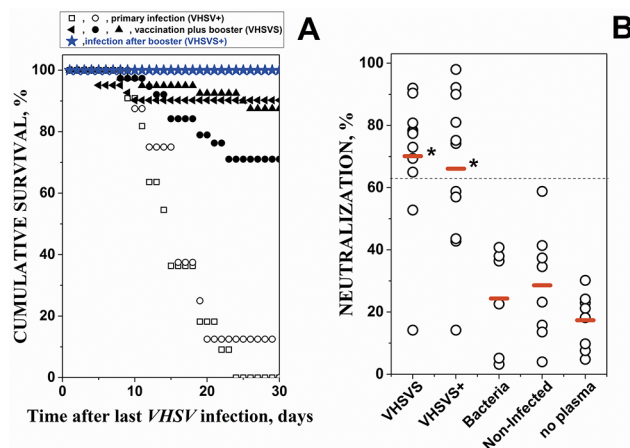 □ , ○ primary infection (VHSV+)
◀ , ● , ▲ , vaccination plus booster (VHSVS)
★ ,infection after booster (VHSVS+)
A
B
100
80
60
40
20
0
CUMULATIVE SURVIVAL, %
0 10 20 30
Time after last VHSV infection, days
100
80
60
40
20
0
NEUTRALIZATION, %
*
*
VHSVS
VHSVS+
Bacteria
Non-Infected
no plasma